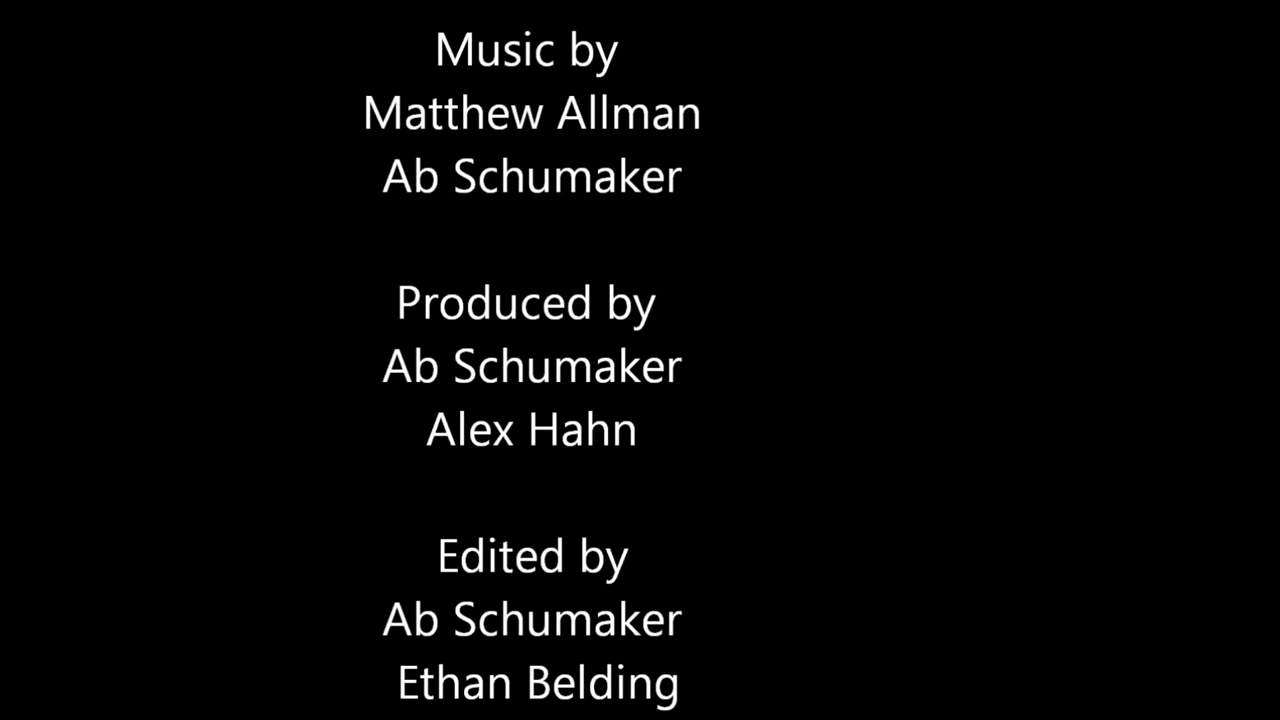 Music by
Matthew Allman
Ab Schumaker
Produced by
Ab Schumaker
Alex Hahn
Edited by
Ab Schumaker
Ethan Belding